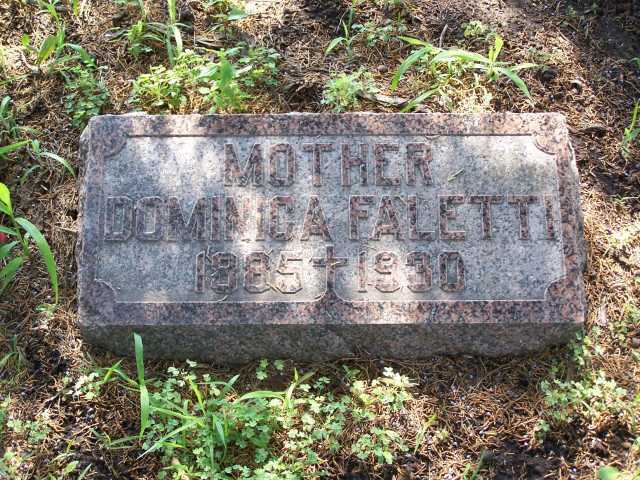 MOTHER
DOMINICA FALETTI
1885 ✝ 1930